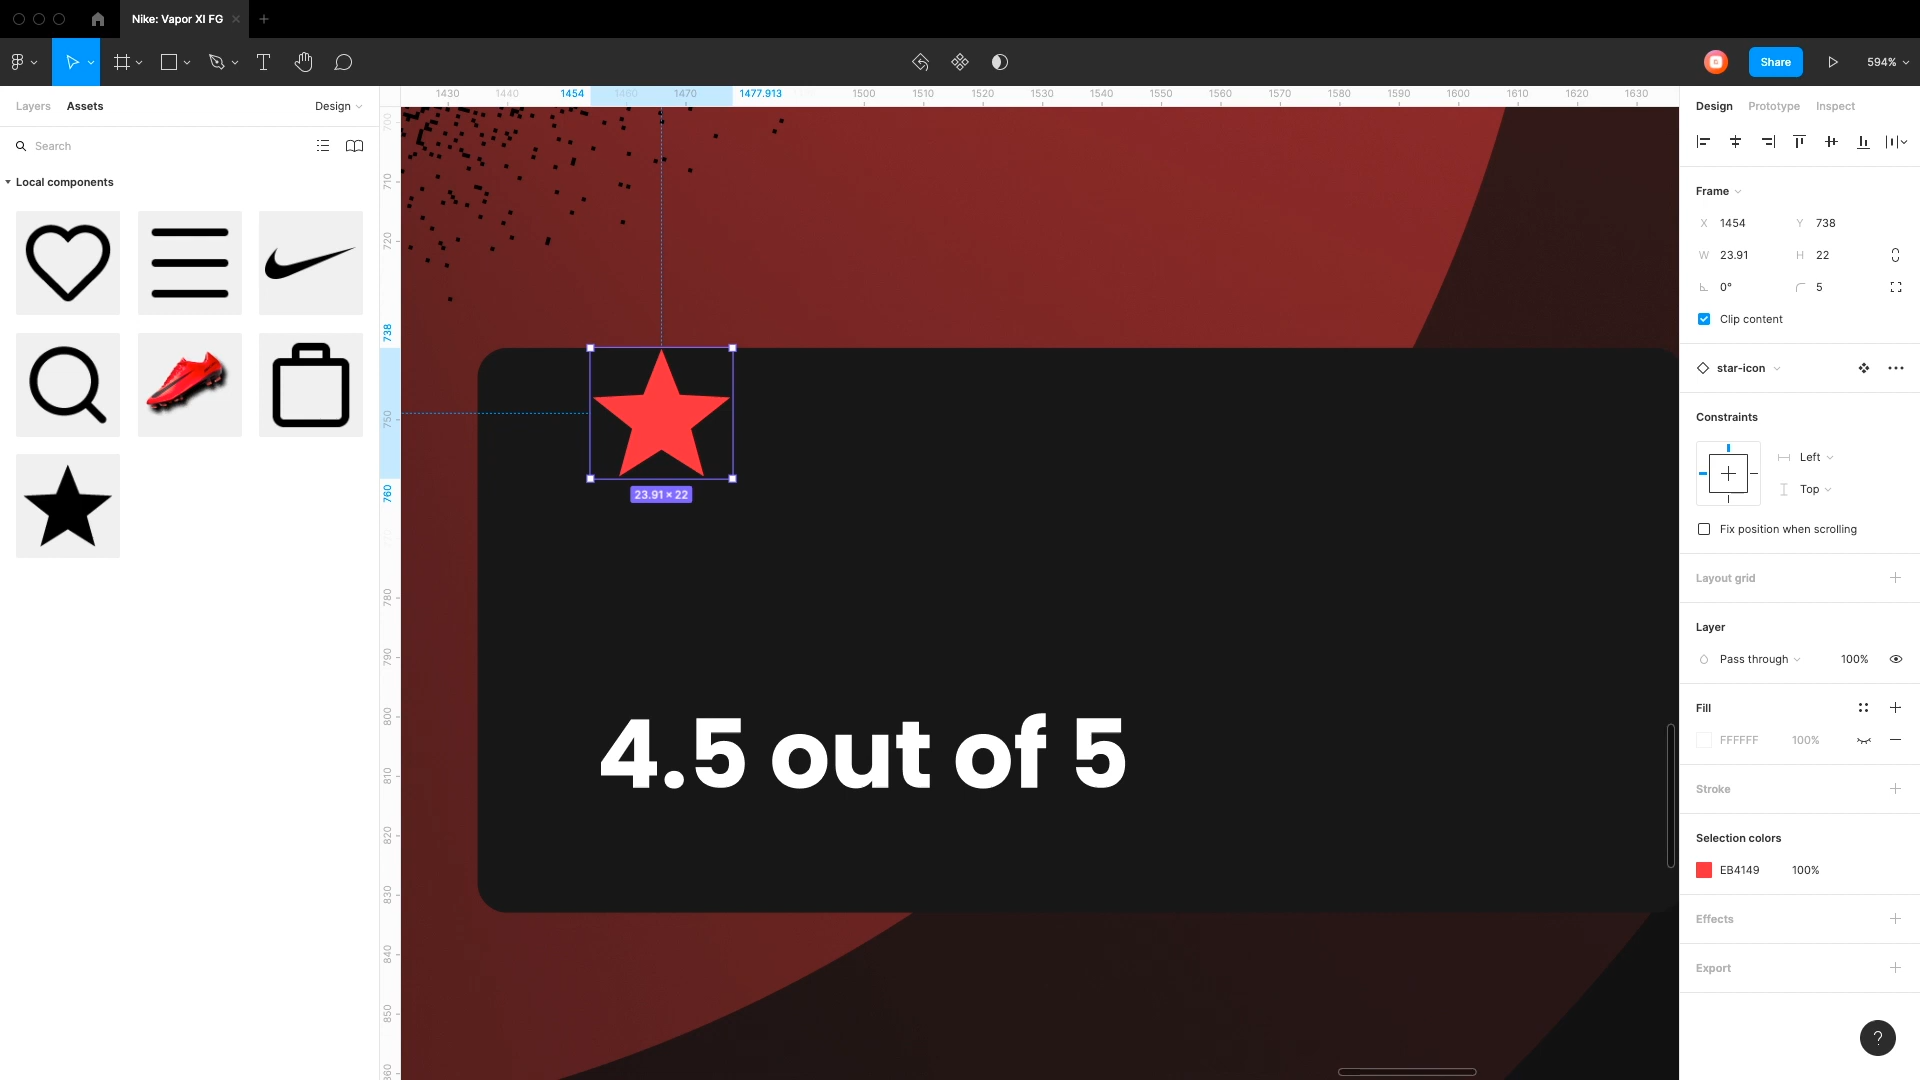 Nike: Vapor XI FG
Share
594%
Layers Assets Design
Search
Local components
1430 1440 1454 1460 1470 1477.913 1500 1510 1520 1530 1540 1550 1560 1570 1580 1590 1600 1610 1620 1630
700
710
720
738
750
760
780
790
800
810
820
830
840
850
23.91 × 22
4.5 out of 5
Design Prototype Inspect
Frame
X 1454 Y 738
W 23.91 H 22
0° 5
Clip content
star-icon
Constraints
Left
Top
Fix position when scrolling
Layout grid
Layer
Pass through 100%
Fill
FFFFFF 100%
Stroke
Selection colors
EB4149 100%
Effects
Export
?